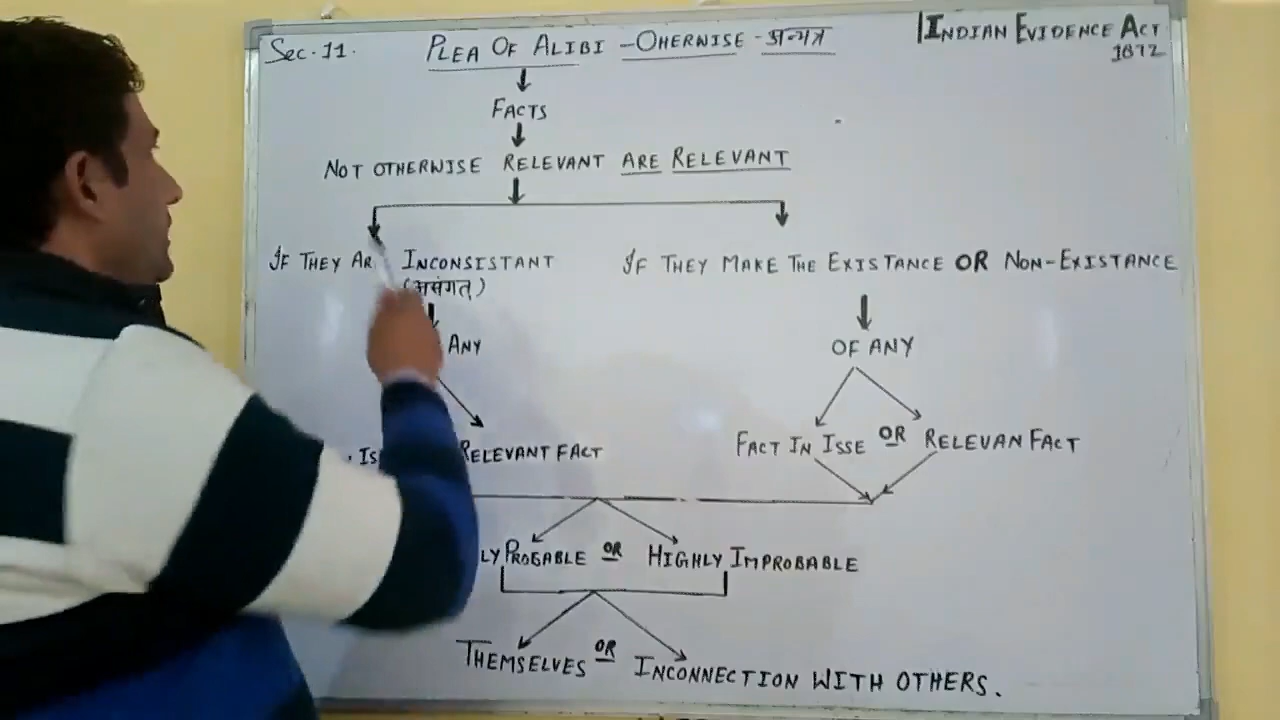 Sec. 11. PLEA OF ALIBI - OHERWISE - अन्यत्र INDIAN EVIDENCE ACT
1872
FACTS
NOT OTHERWISE RELEVANT ARE RELEVANT
IF THEY AR INCONSISTANT IF THEY MAKE THE EXISTANCE OR NON-EXISTANCE
(असंगत)
ANY OF ANY
RELEVANT FACT FACT IN ISSE OR RELEVAN FACT
LY PROBABLE OR HIGHLY IMPROBABLE
THEMSELVES OR INCONNECTION WITH OTHERS.